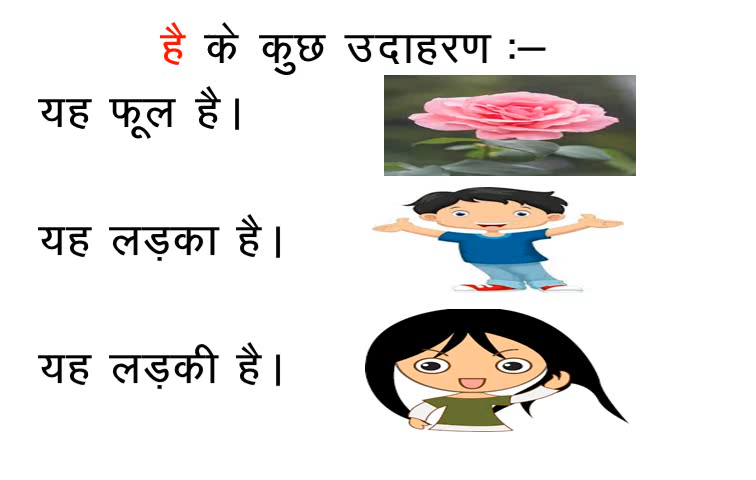 है के कुछ उदाहरण :–
यह फूल है।
यह लड़का है।
यह लड़की है।